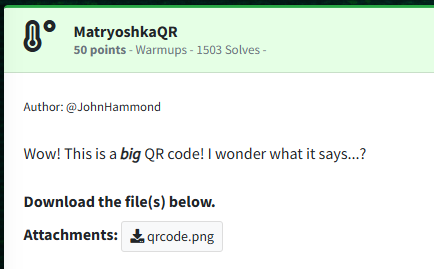 MatryoshkaQR
50 points - Warmups - 1503 Solves -
Author: @JohnHammond
Wow! This is a big QR code! I wonder what it says...?
Download the file(s) below.
Attachments: qrcode.png